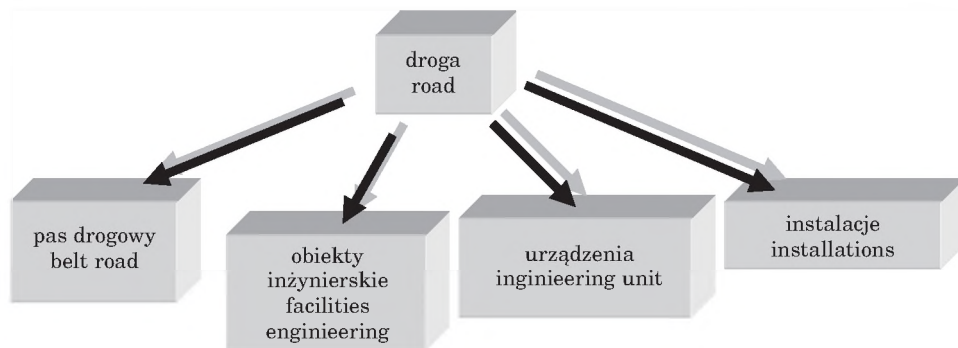 droga
road
pas drogowy
belt road
obiekty
inżynierskie
facilities
enginieering
urządzenia
inginieering unit
instalacje
installations